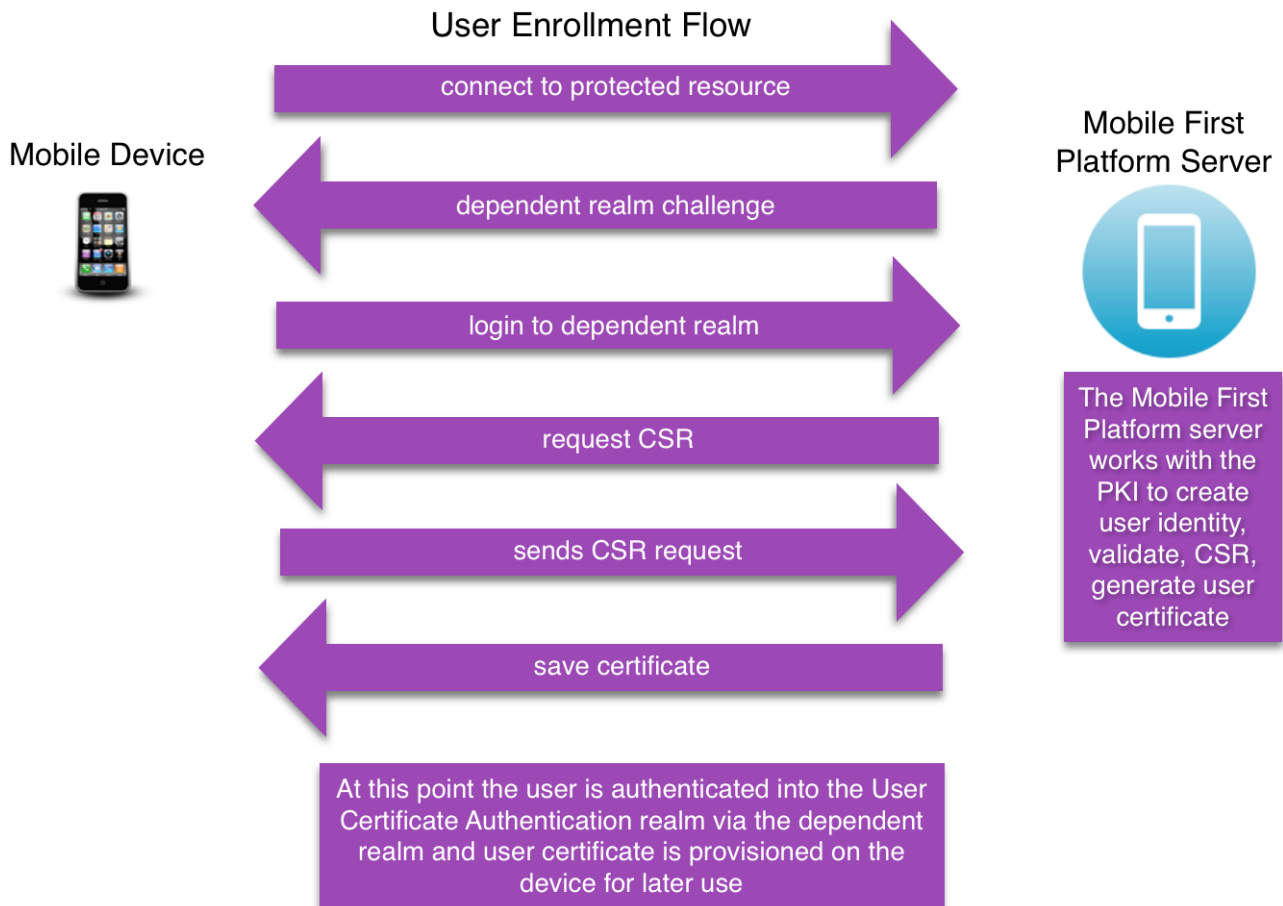 User Enrollment Flow
connect to protected resource
Mobile Device
Mobile First
Platform Server
dependent realm challenge
login to dependent realm
request CSR
sends CSR request
save certificate
The Mobile First
Platform server
works with the
PKI to create
user identity,
validate, CSR,
generate user
certificate
At this point the user is authenticated into the User
Certificate Authentication realm via the dependent
realm and user certificate is provisioned on the
device for later use